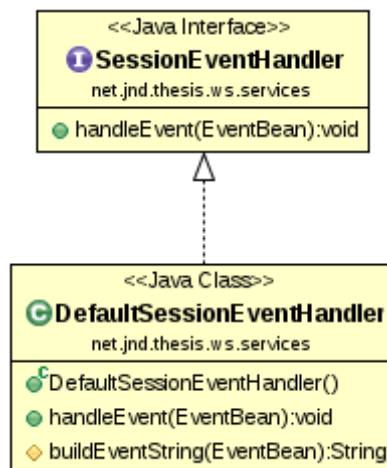 <<Java Interface>>
I SessionEventHandler
net.jnd.thesis.ws.services
handleEvent(EventBean):void
<<Java Class>>
C DefaultSessionEventHandler
net.jnd.thesis.ws.services
C DefaultSessionEventHandler()
handleEvent(EventBean):void
buildEventString(EventBean):String